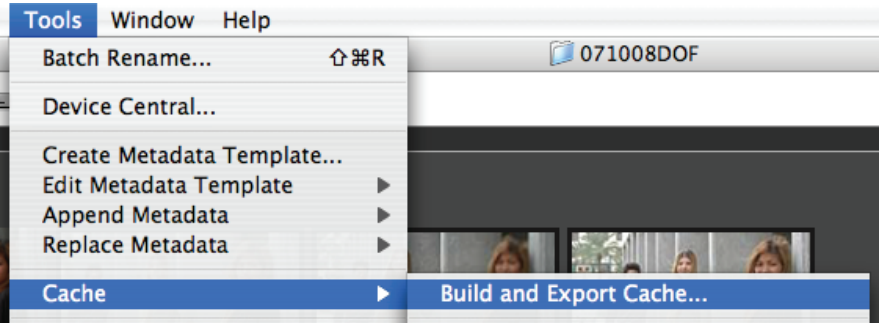 Tools Window Help
071008DOF
Batch Rename... ⇧⌘R
Device Central...
Create Metadata Template...
Edit Metadata Template
Append Metadata
Replace Metadata
Cache
Build and Export Cache...